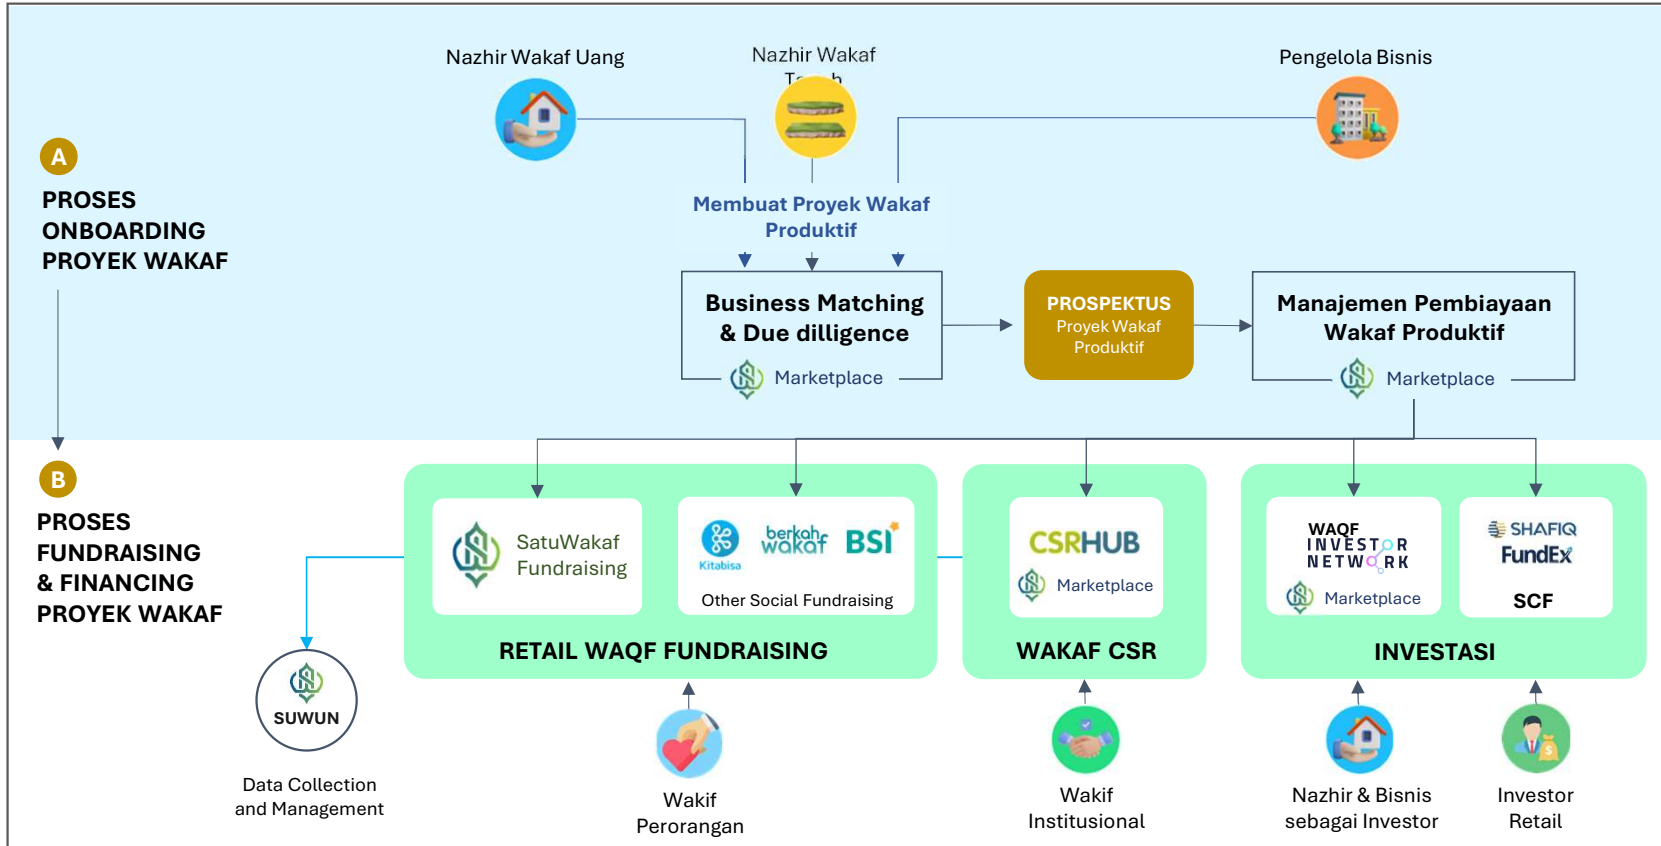 Nazhir Wakaf Uang
Nazhir Wakaf
Pengelola Bisnis
A
PROSES
ONBOARDING
PROYEK WAKAF
Membuat Proyek Wakaf
Produktif
Business Matching
& Due dilligence
Marketplace
PROSPEKTUS
Proyek Wakaf
Produktif
Manajemen Pembiayaan
Wakaf Produktif
Marketplace
B
PROSES
FUNDRAISING
& FINANCING
PROYEK WAKAF
SatuWakaf
Fundraising
Kitabisa
berkah
wakaf
BSI
Other Social Fundraising
RETAIL WAQF FUNDRAISING
CSRHUB
Marketplace
WAKAF CSR
WAQF
INVESTOR
NETWORK
Marketplace
SHAFIQ
FundEx
SCF
INVESTASI
SUWUN
Data Collection
and Management
Wakif
Perorangan
Wakif
Institusional
Nazhir & Bisnis
sebagai Investor
Investor
Retail